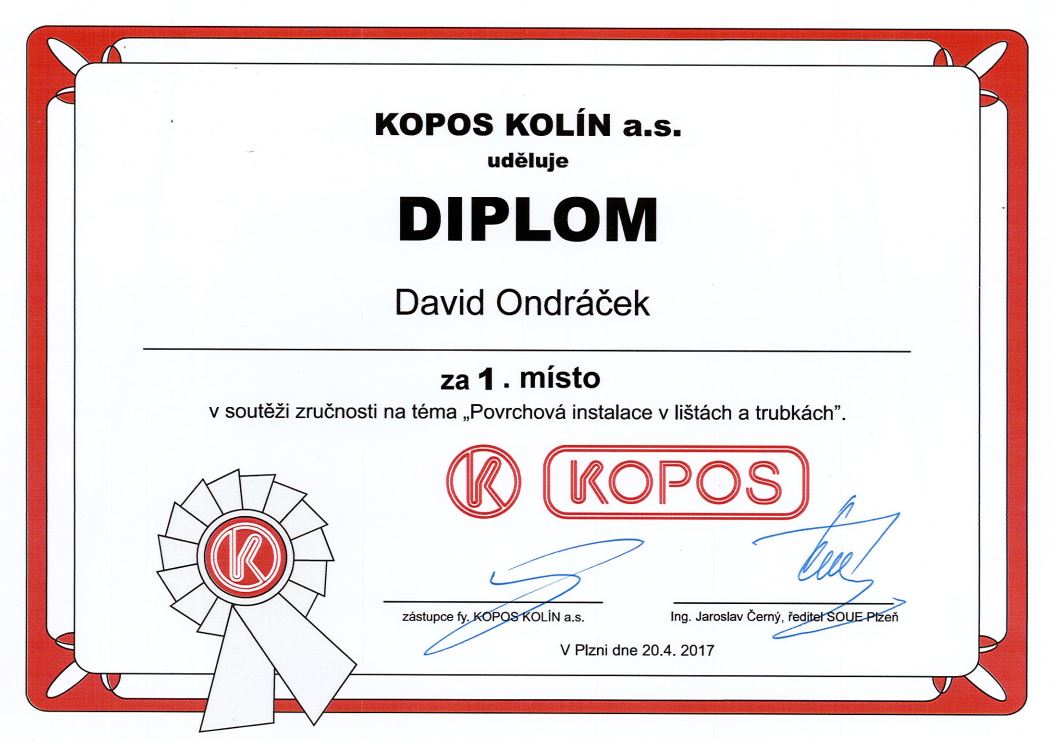 KOPOS KOLÍN a.s.
uděluje
DIPLOM
David Ondráček
za 1. místo
v soutěži zručnosti na téma „Povrchová instalace v lištách a trubkách”.
K KOPOS
K
zástupce fy. KOPOS KOLÍN a.s.
Ing. Jaroslav Černý, ředitel SOUE Plzeň
V Plzni dne 20.4. 2017